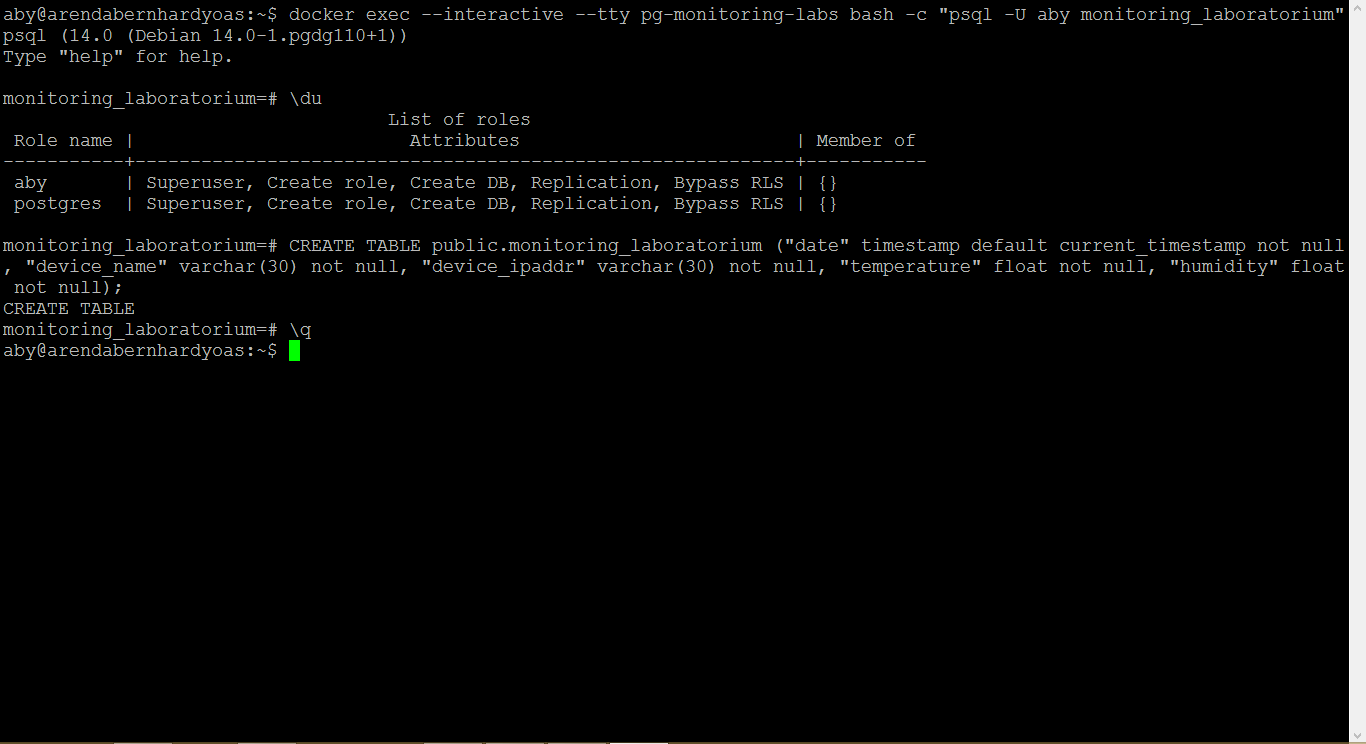 aby@arendabernhardyoas:~$ docker exec --interactive --tty pg-monitoring-labs bash -c "psql -U aby monitoring_laboratorium"
psql (14.0 (Debian 14.0-1.pgdg110+1))
Type "help" for help.
monitoring_laboratorium=# \du
List of roles
Role name | Attributes | Member of
-----------+------------------------------------------------------------+-----------
aby | Superuser, Create role, Create DB, Replication, Bypass RLS | {}
postgres | Superuser, Create role, Create DB, Replication, Bypass RLS | {}
monitoring_laboratorium=# CREATE TABLE public.monitoring_laboratorium ("date" timestamp default current_timestamp not null
, "device_name" varchar(30) not null, "device_ipaddr" varchar(30) not null, "temperature" float not null, "humidity" float
not null);
CREATE TABLE
monitoring_laboratorium=# \q
aby@arendabernhardyoas:~$